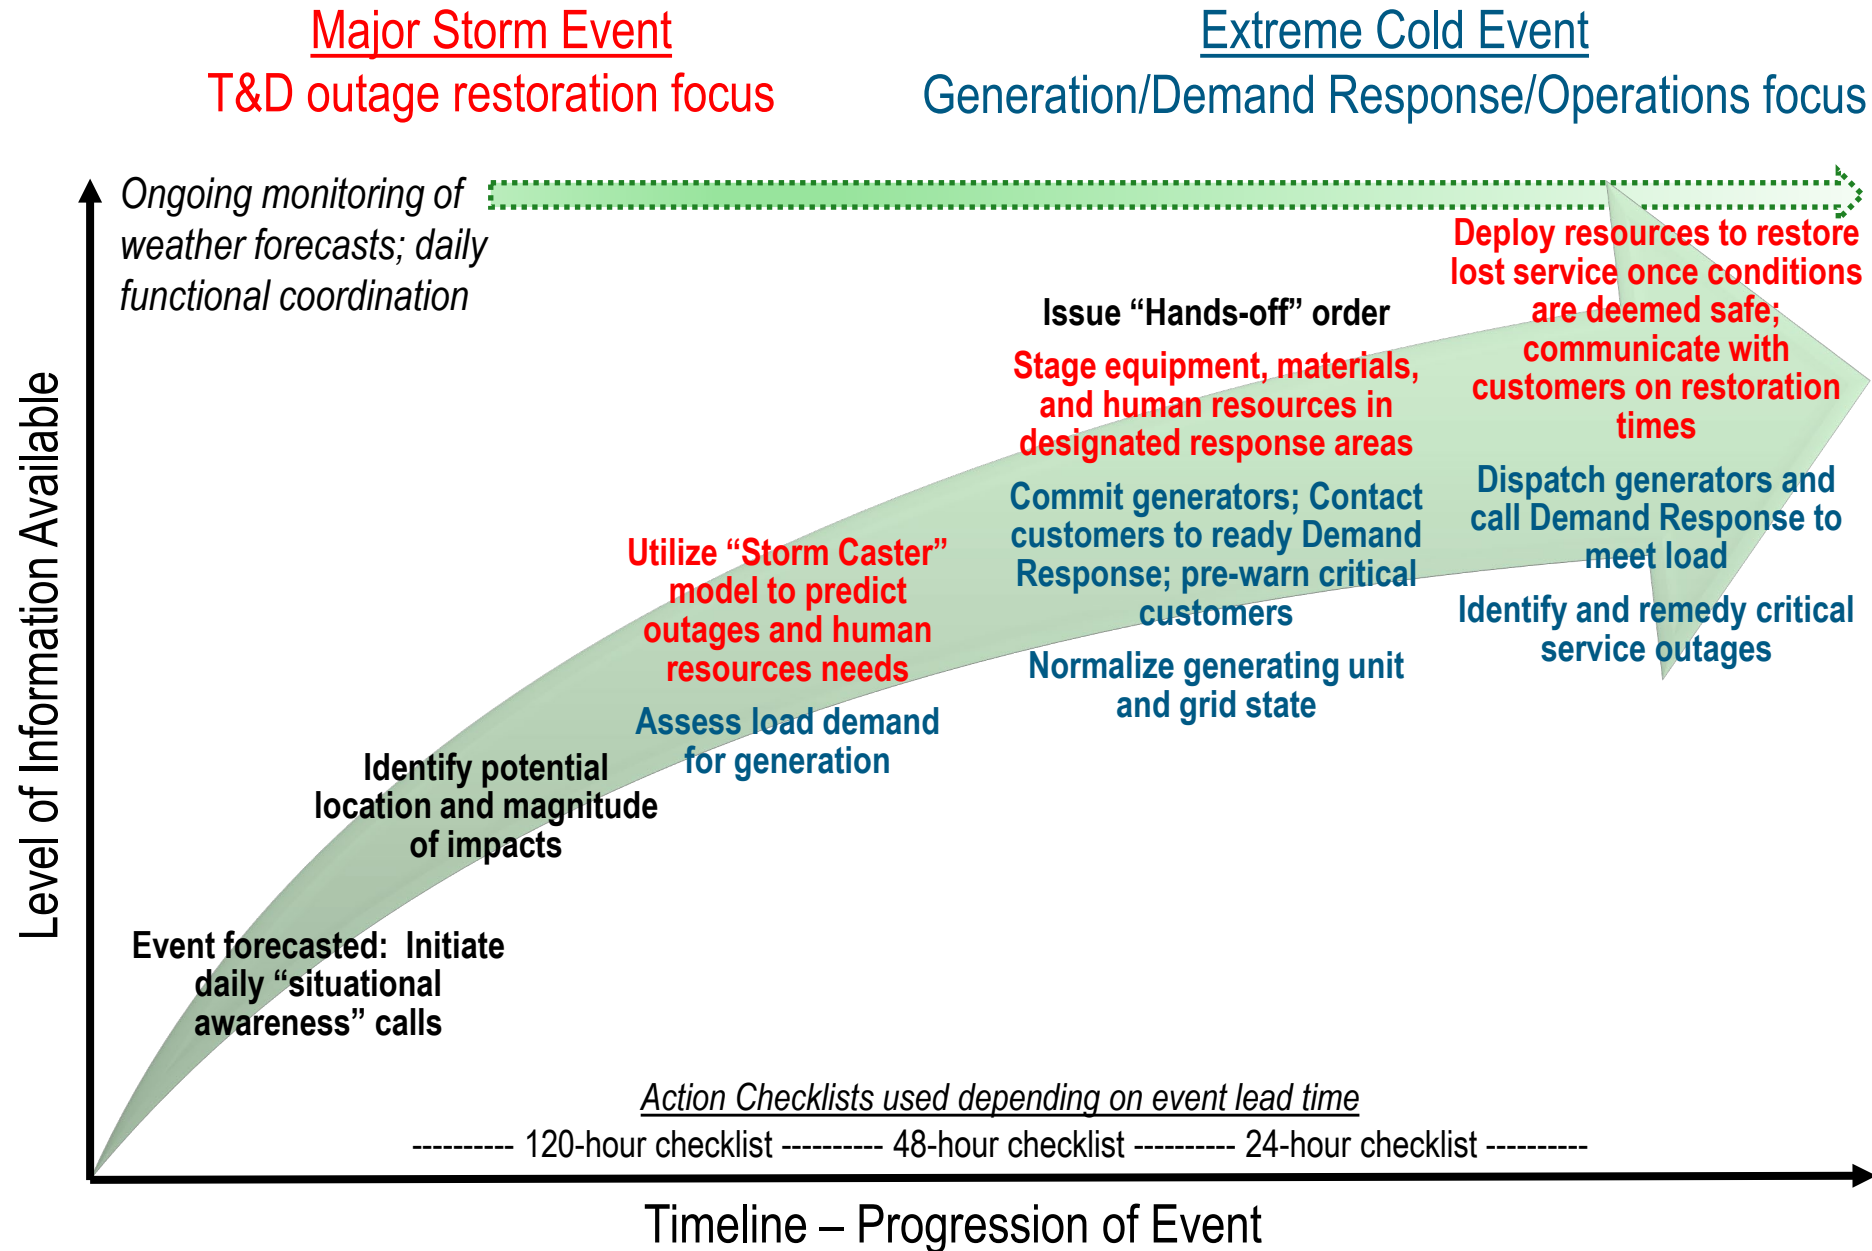 Major Storm Event
T&D outage restoration focus
Extreme Cold Event
Generation/Demand Response/Operations focus
Ongoing monitoring of
weather forecasts; daily
functional coordination
Level of Information Available
Event forecasted:  Initiate
daily “situational
awareness” calls
Identify potential
location and magnitude
of impacts
Utilize “Storm Caster”
model to predict
outages and human
resources needs
Assess load demand
for generation
Issue “Hands-off” order
Stage equipment, materials,
and human resources in
designated response areas
Commit generators; Contact
customers to ready Demand
Response; pre-warn critical
customers
Normalize generating unit
and grid state
Deploy resources to restore
lost service once conditions
are deemed safe;
communicate with
customers on restoration
times
Dispatch generators and
call Demand Response to
meet load
Identify and remedy critical
service outages
Action Checklists used depending on event lead time
---------- 120-hour checklist ---------- 48-hour checklist ---------- 24-hour checklist ----------
Timeline – Progression of Event